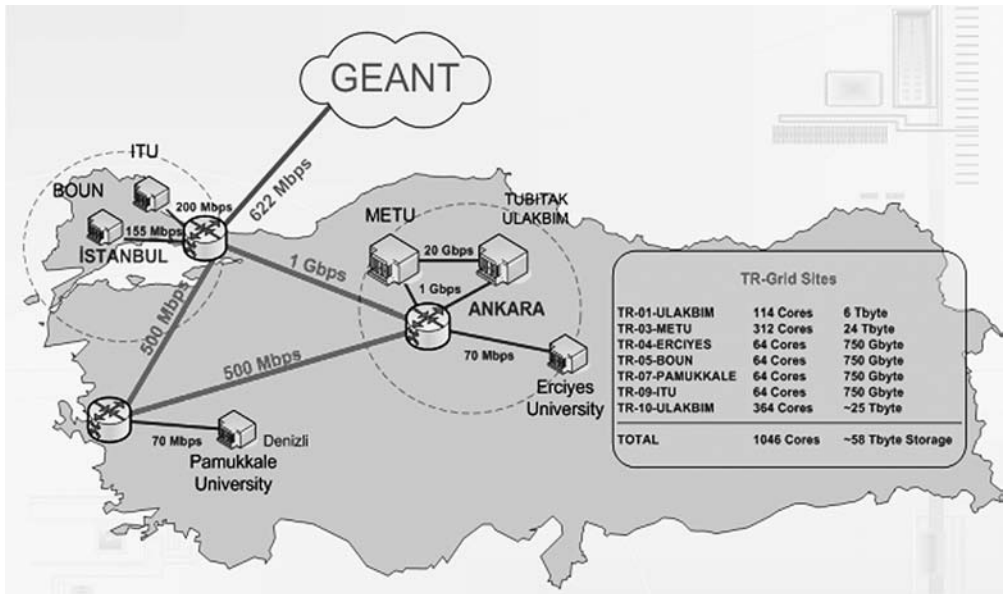 GEANT
ITU
BOUN
200 Mbps
155 Mbps
İSTANBUL
622 Mbps
METU
TUBITAK
ULAKBIM
20 Gbps
1 Gbps
1 Gbps
ANKARA
500 Mbps
500 Mbps
70 Mbps
Erciyes
University
70 Mbps
Denizli
Pamukkale
University
TR-Grid Sites
TR-01-ULAKBIM 114 Cores 6 Tbyte
TR-03-METU 312 Cores 24 Tbyte
TR-04-ERCIYES 64 Cores 750 Gbyte
TR-05-BOUN 64 Cores 750 Gbyte
TR-07-PAMUKKALE 64 Cores 750 Gbyte
TR-09-ITU 64 Cores 750 Gbyte
TR-10-ULAKBIM 364 Cores ~25 Tbyte
TOTAL 1046 Cores ~58 Tbyte Storage